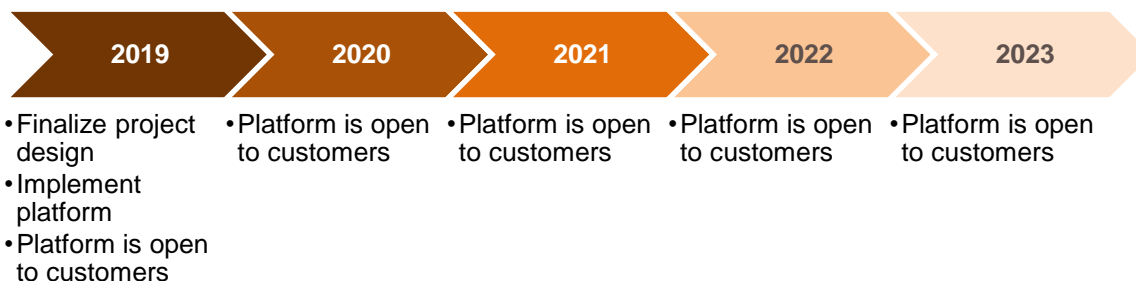 2019
2020
2021
2022
2023
•Finalize project
design
•Implement
platform
•Platform is open
to customers
•Platform is open
to customers
•Platform is open
to customers
•Platform is open
to customers
•Platform is open
to customers